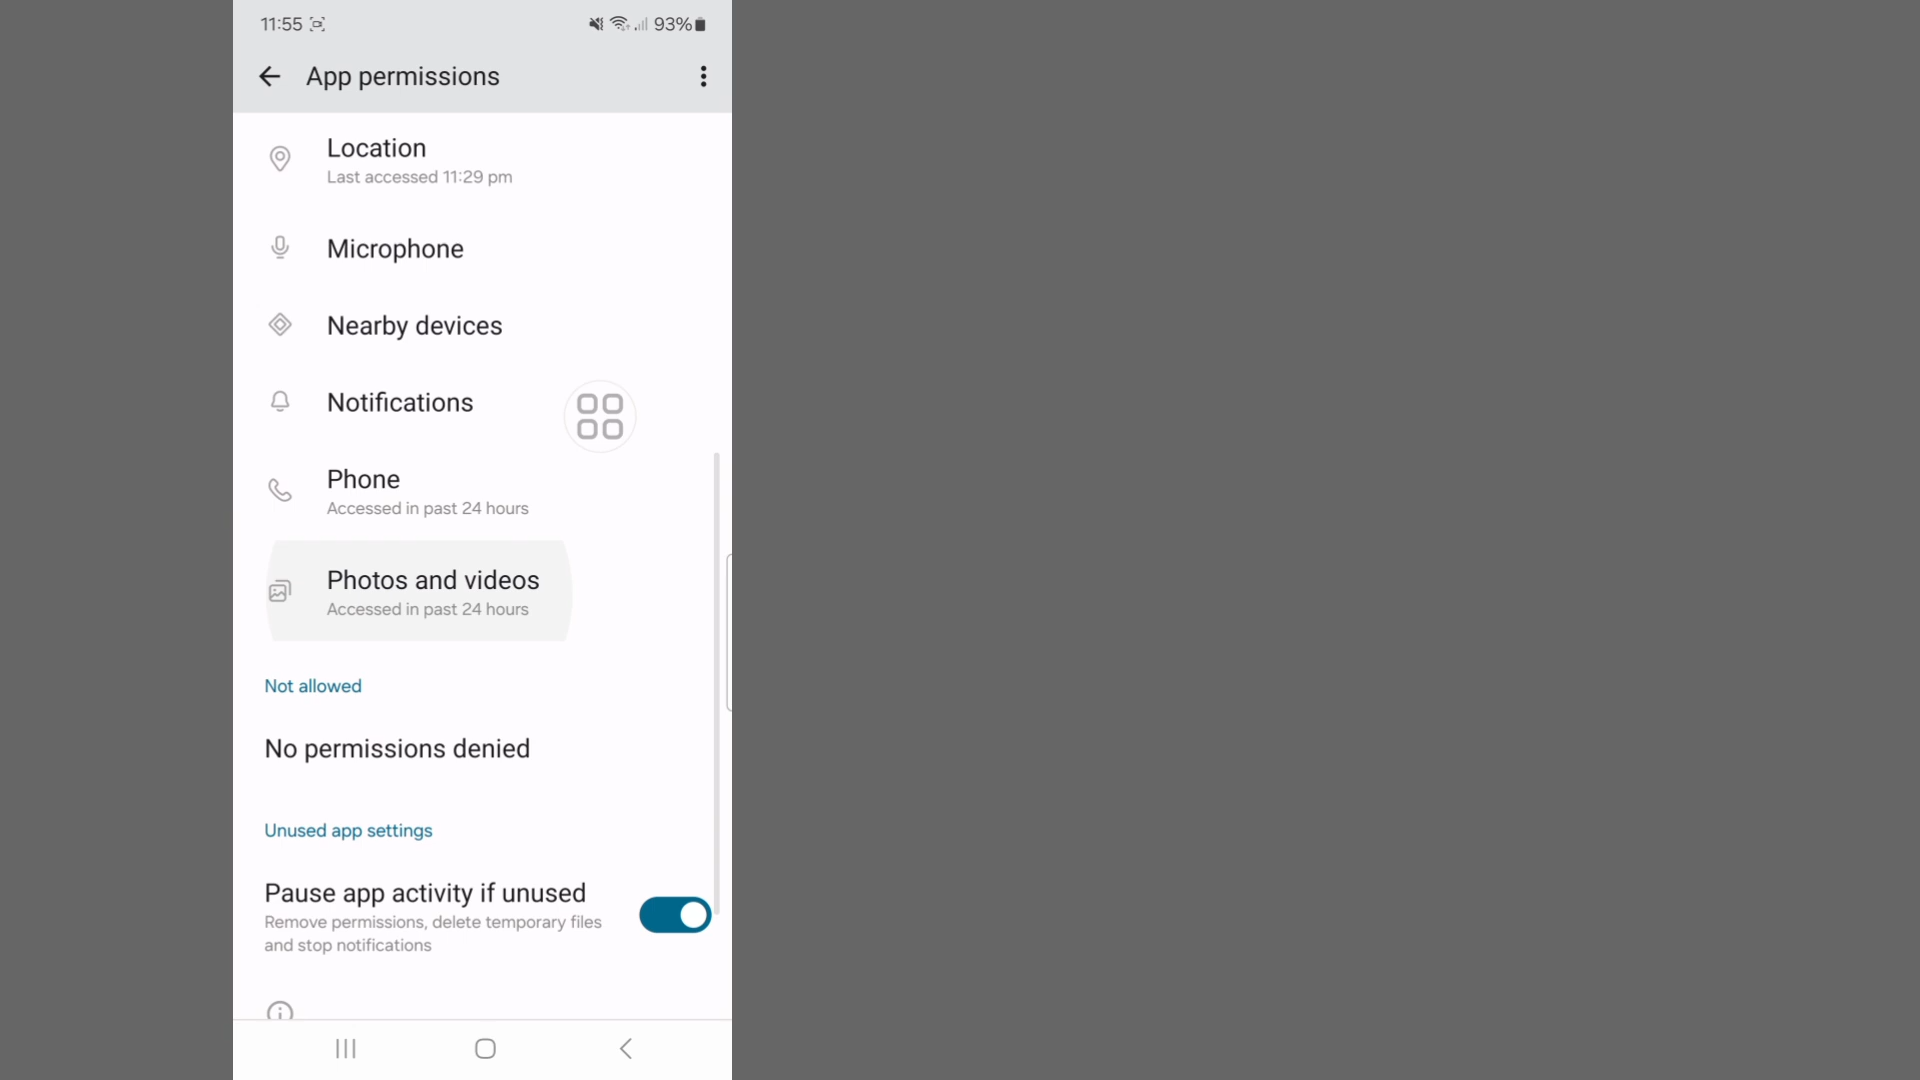 11:55
93%
App permissions
Location
Last accessed 11:29 pm
Microphone
Nearby devices
Notifications
Phone
Accessed in past 24 hours
Photos and videos
Accessed in past 24 hours
Not allowed
No permissions denied
Unused app settings
Pause app activity if unused
Remove permissions, delete temporary files
and stop notifications